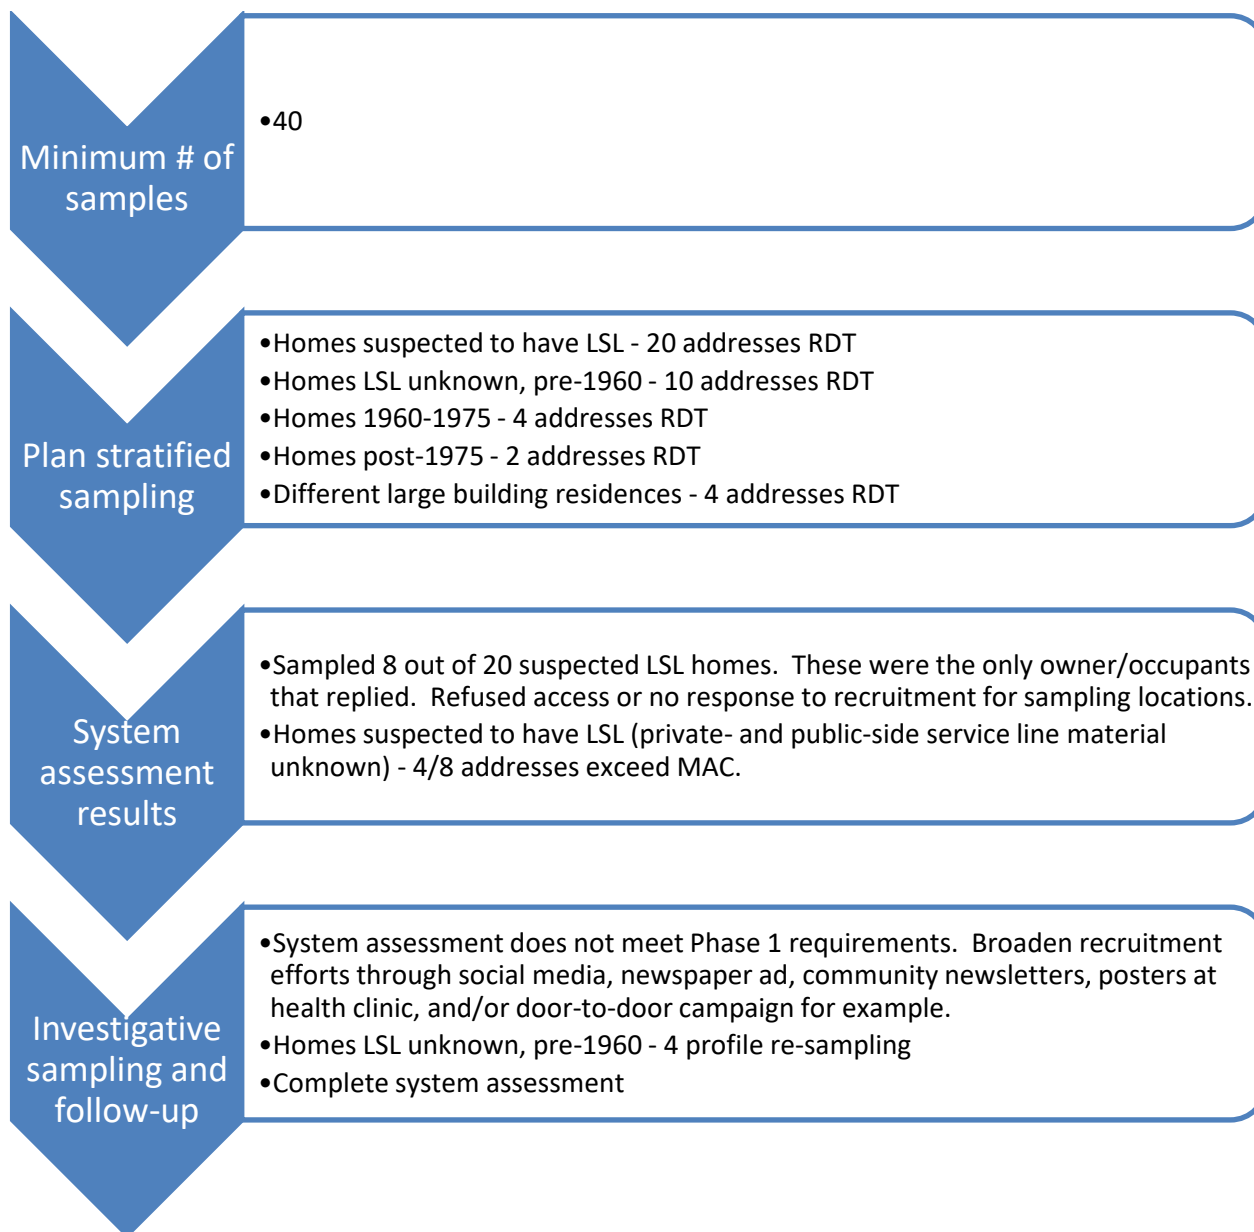 Minimum # of
samples
•40
Plan stratified
sampling
•Homes suspected to have LSL - 20 addresses RDT
•Homes LSL unknown, pre-1960 - 10 addresses RDT
•Homes 1960-1975 - 4 addresses RDT
•Homes post-1975 - 2 addresses RDT
•Different large building residences - 4 addresses RDT
System
assessment
results
•Sampled 8 out of 20 suspected LSL homes.  These were the only owner/occupants
that replied.  Refused access or no response to recruitment for sampling locations.
•Homes suspected to have LSL (private- and public-side service line material
unknown) - 4/8 addresses exceed MAC.
Investigative
sampling and
follow-up
•System assessment does not meet Phase 1 requirements.  Broaden recruitment
efforts through social media, newspaper ad, community newsletters, posters at
health clinic, and/or door-to-door campaign for example.
•Homes LSL unknown, pre-1960 - 4 profile re-sampling
•Complete system assessment